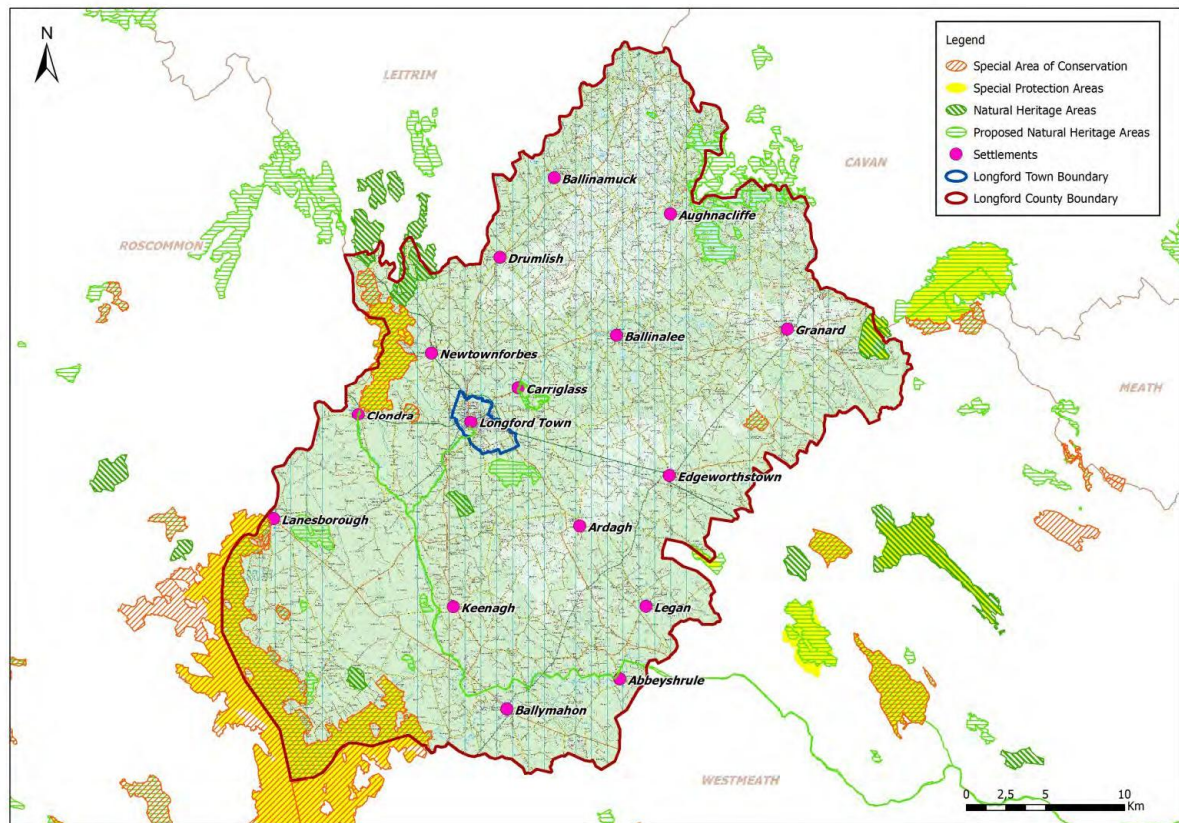 N
LEITRIM
Legend
Special Area of Conservation
Special Protection Areas
Natural Heritage Areas
Proposed Natural Heritage Areas
Settlements
Longford Town Boundary
Longford County Boundary
CAVAN
Ballinamuck
Aughnacliffe
ROSCOMMON
Drumlish
Granard
Ballinalee
Newtownforbes
Carriglass
MEATH
Clondra
Longford Town
Edgeworthstown
Lanesborough
Ardagh
Keenagh
Legan
Abbeyshrule
Ballymahon
WESTMEATH
0 2,5 5 10
Km